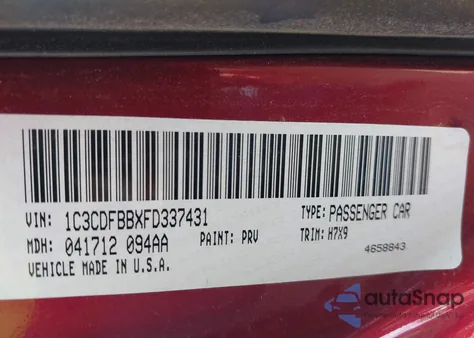 VIN: 1C3CDFBBXFD337431 TYPE: PASSENGER CAR
MDH: 041712 094AA PAINT: PRV TRIM: H7X9
VEHICLE MADE IN U.S.A. 4658843
autoSnap